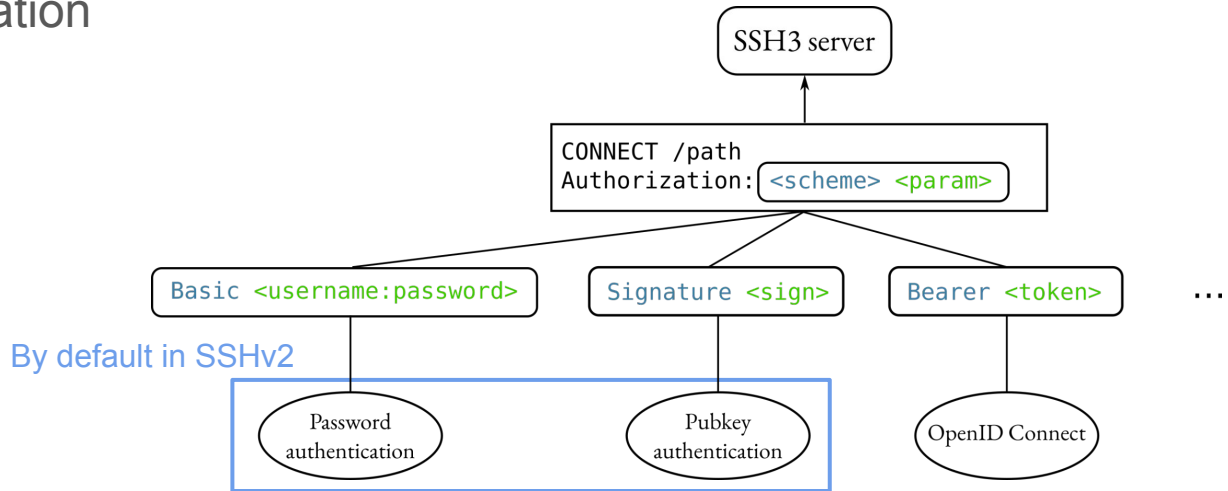 ation
SSH3 server
CONNECT /path
Authorization: <scheme> <param>
Basic <username:password>
Signature <sign>
Bearer <token>
...
By default in SSHv2
Password
authentication
Pubkey
authentication
OpenID Connect